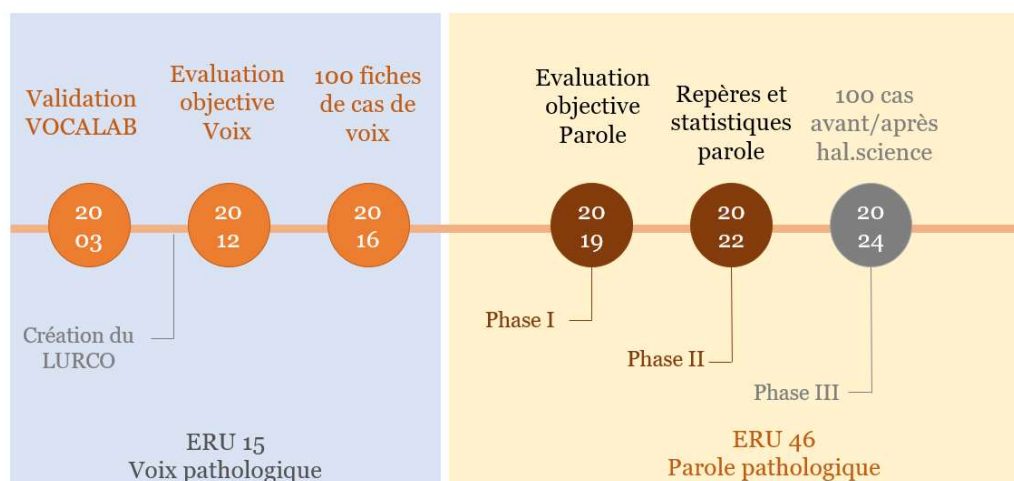 Validation
VOCALAB
Evaluation
objective
Voix
100 fiches
de cas de
voix
Evaluation
objective
Parole
Repères et
statistiques
parole
100 cas
avant/après
hal.science
20
03
20
12
20
16
20
19
20
22
20
24
Création du
LURCO
Phase I
Phase II
Phase III
ERU 15
Voix pathologique
ERU 46
Parole pathologique